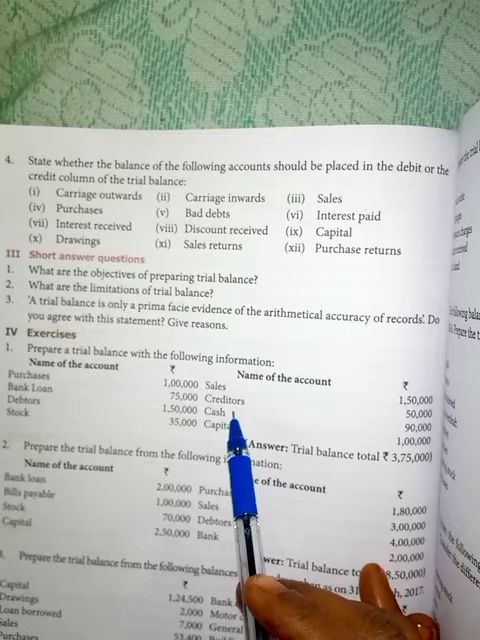 4. State whether the balance of the following accounts should be placed in the debit or the
credit column of the trial balance:
(i) Carriage outwards (ii) Carriage inwards (iii) Sales
(iv) Purchases (v) Bad debts (vi) Interest paid
(vii) Interest received (viii) Discount received (ix) Capital
(x) Drawings (xi) Sales returns (xii) Purchase returns
III Short answer questions
1. What are the objectives of preparing trial balance?
2. What are the limitations of trial balance?
3. 'A trial balance is only a prima facie evidence of the arithmetical accuracy of records'. Do
you agree with this statement? Give reasons.
IV Exercises
1. Prepare a trial balance with the following information:
Name of the account ₹ Name of the account ₹
Purchases 1,00,000 Sales 1,50,000
Bank Loan 75,000 Creditors 50,000
Debtors 1,50,000 Cash 90,000
Stock 35,000 Capital 1,00,000
Answer: Trial balance total ₹ 3,75,000)
2. Prepare the trial balance from the following
Name of the account ₹ of the account ₹
Bank loan 2,00,000 1,80,000
Bills payable 1,00,000 Sales 3,00,000
Stock 70,000 Debtors 4,00,000
Capital 2,50,000 Bank 2,00,000
Trial balance 8,50,000)
Prepare the trial balance from the following balances as on 31 2017
₹
Capital 1,24,500 Bank
Drawings 2,000 Motor
Loan borrowed 7,000 General
Sales 53,400
Purchases